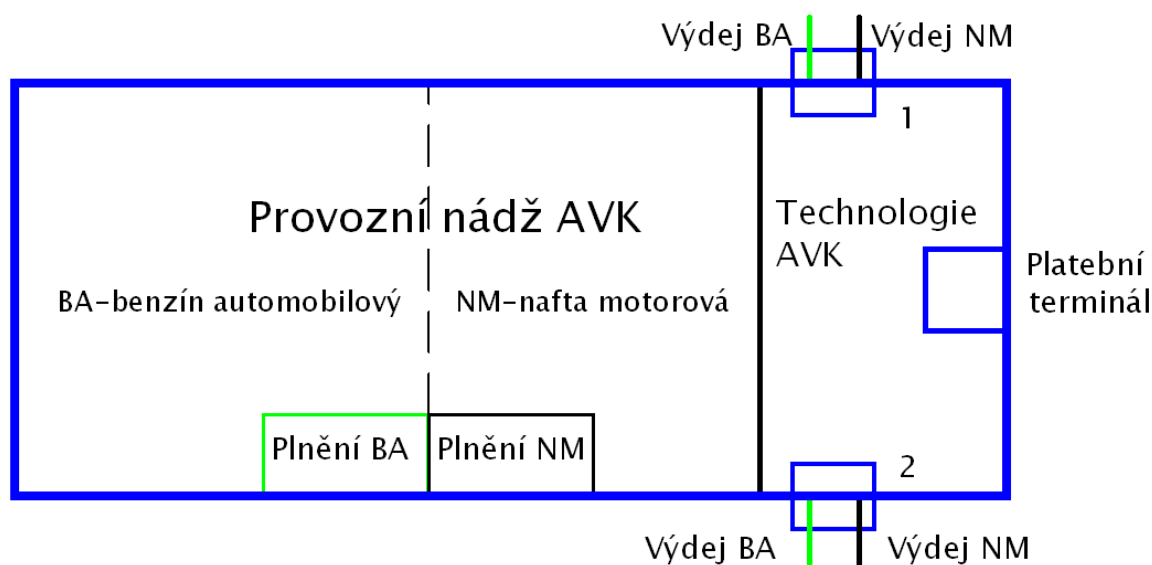 Výdej BA
Výdej NM
1
Provozní nádž AVK
Technologie
AVK
Platební
terminál
BA-benzín automobilový
NM-nafta motorová
Plnění BA
Plnění NM
2
Výdej BA
Výdej NM